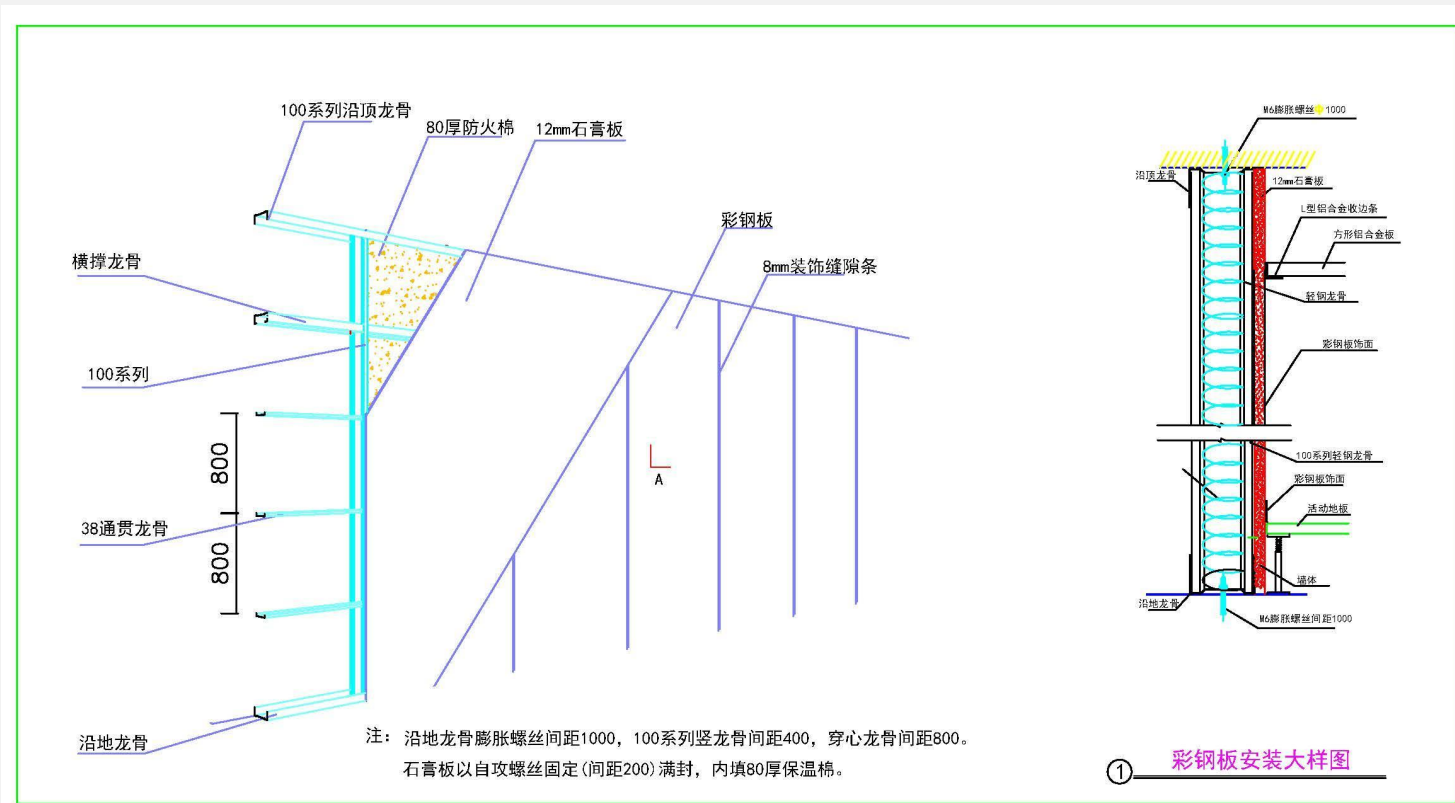 100系列沿顶龙骨
80厚防火棉
12mm石膏板
横撑龙骨
彩钢板
8mm装饰缝隙条
100系列
800
38通贯龙骨
800
A
沿地龙骨
注: 沿地龙骨膨胀螺丝间距1000, 100系列竖龙骨间距400, 穿心龙骨间距800。
石膏板以自攻螺丝固定(间距200)满封, 内填80厚保温棉。
M6膨胀螺丝 1000
沿顶龙骨
12mm石膏板
L型铝合金收边条
方形铝合金板
轻钢龙骨
彩钢板饰面
100系列轻钢龙骨
彩钢板饰面
活动地板
墙体
沿地龙骨
M6膨胀螺丝间距1000
1 彩钢板安装大样图